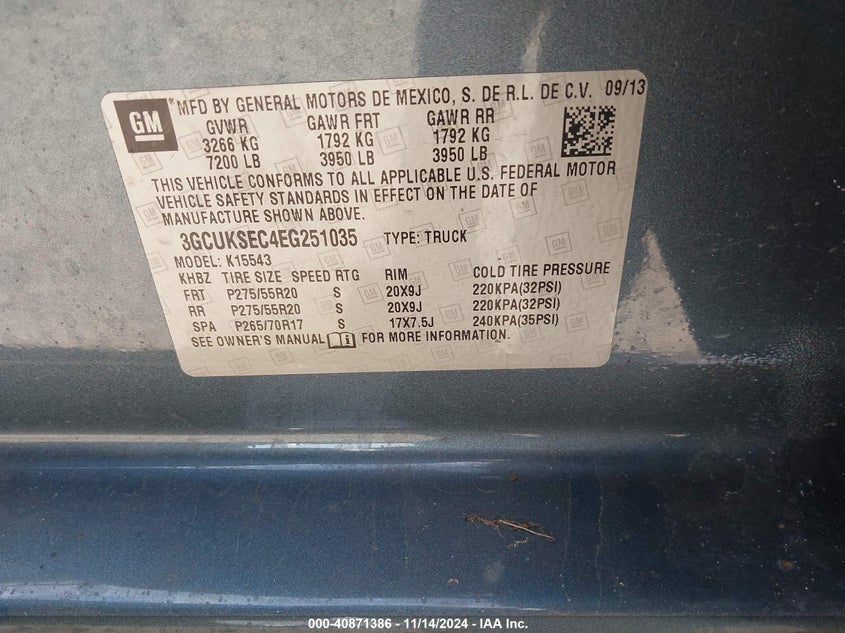 GM ® MFD BY GENERAL MOTORS DE MEXICO, S. DE R.L. DE C.V. 09/13
GVWR GAWR FRT GAWR RR
3266 KG 1792 KG 1792 KG
7200 LB 3950 LB 3950 LB
THIS VEHICLE CONFORMS TO ALL APPLICABLE U.S. FEDERAL MOTOR
VEHICLE SAFETY STANDARDS IN EFFECT ON THE DATE OF
MANUFACTURE SHOWN ABOVE.
3GCUKSEC4EG251035 TYPE: TRUCK
MODEL: K15543
KHBZ TIRE SIZE SPEED RTG RIM COLD TIRE PRESSURE
FRT P275/55R20 S 20X9J 220KPA(32PSI)
RR P275/55R20 S 20X9J 220KPA(32PSI)
SPA P265/70R17 S 17X7.5J 240KPA(35PSI)
SEE OWNER'S MANUAL FOR MORE INFORMATION.
000-40871386 - 11/14/2024 - IAA Inc.